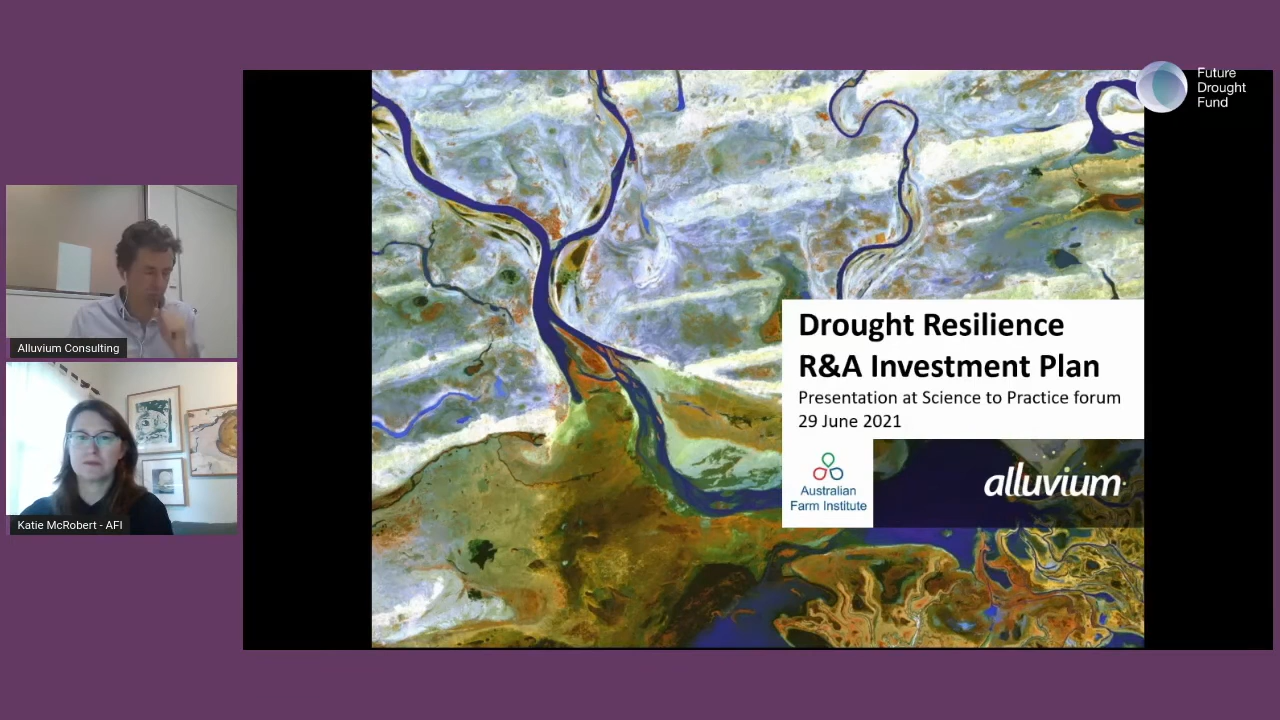 Future
Drought
Fund
Alluvium Consulting
Katie McRobert - AFI
Drought Resilience
R&A Investment Plan
Presentation at Science to Practice forum
29 June 2021
Australian
Farm Institute
alluvium